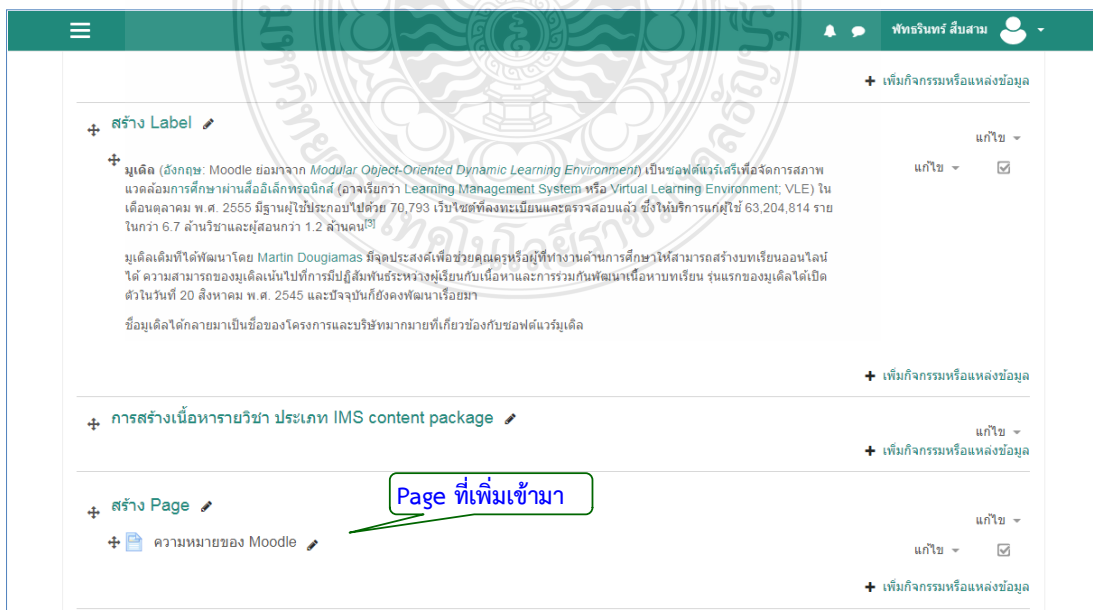 พัทธรินทร์ สืบสาม
เพิ่มกิจกรรมหรือแหล่งข้อมูล
สร้าง Label
แก้ไข
แก้ไข
มูเดิล (อังกฤษ: Moodle ย่อมาจาก Modular Object-Oriented Dynamic Learning Environment) เป็นซอฟต์แวร์เสรีเพื่อจัดการสภาพ
แวดล้อมการศึกษาผ่านสื่ออิเล็กทรอนิกส์ (อาจเรียกว่า Learning Management System หรือ Virtual Learning Environment; VLE) ใน
เดือนตุลาคม พ.ศ. 2555 มีฐานผู้ใช้ประกอบไปด้วย 70,793 เว็บไซต์ที่ลงทะเบียนและตรวจสอบแล้ว ซึ่งให้บริการแก่ผู้ใช้ 63,204,814 ราย
ในกว่า 6.7 ล้านวิชาและผู้สอนกว่า 1.2 ล้านคน[3]
มูเดิลเดิมทีได้พัฒนาโดย Martin Dougiamas มีจุดประสงค์เพื่อช่วยคุณครูหรือผู้ที่ทำงานด้านการศึกษาให้สามารถสร้างบทเรียนออนไลน์
ได้ ความสามารถของมูเดิลเน้นไปที่การมีปฏิสัมพันธ์ระหว่างผู้เรียนกับเนื้อหาและการร่วมกันพัฒนาเนื้อหาบทเรียน รุ่นแรกของมูเดิลได้เปิด
ตัวในวันที่ 20 สิงหาคม พ.ศ. 2545 และปัจจุบันก็ยังคงพัฒนาเรื่อยมา
ชื่อมูเดิลได้กลายมาเป็นชื่อของโครงการและบริษัทมากมายที่เกี่ยวข้องกับซอฟต์แวร์มูเดิล
เพิ่มกิจกรรมหรือแหล่งข้อมูล
การสร้างเนื้อหารายวิชา ประเภท IMS content package
แก้ไข
เพิ่มกิจกรรมหรือแหล่งข้อมูล
Page ที่เพิ่มเข้ามา
สร้าง Page
แก้ไข
ความหมายของ Moodle
แก้ไข
เพิ่มกิจกรรมหรือแหล่งข้อมูล